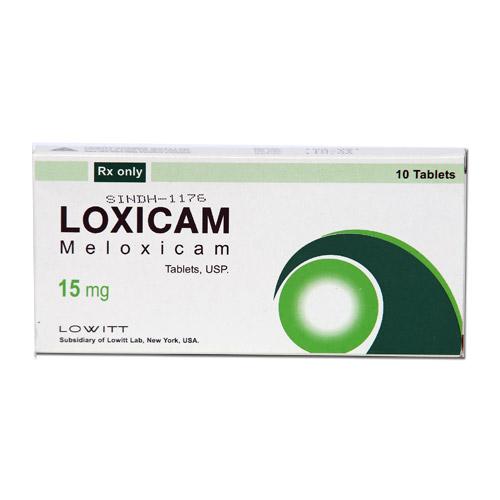 Rx only
10 Tablets
SINDH-1176
LOXICAM
Meloxicam
Tablets, USP.
15 mg
LOWITT
Subsidiary of Lowitt Lab, New York, USA.